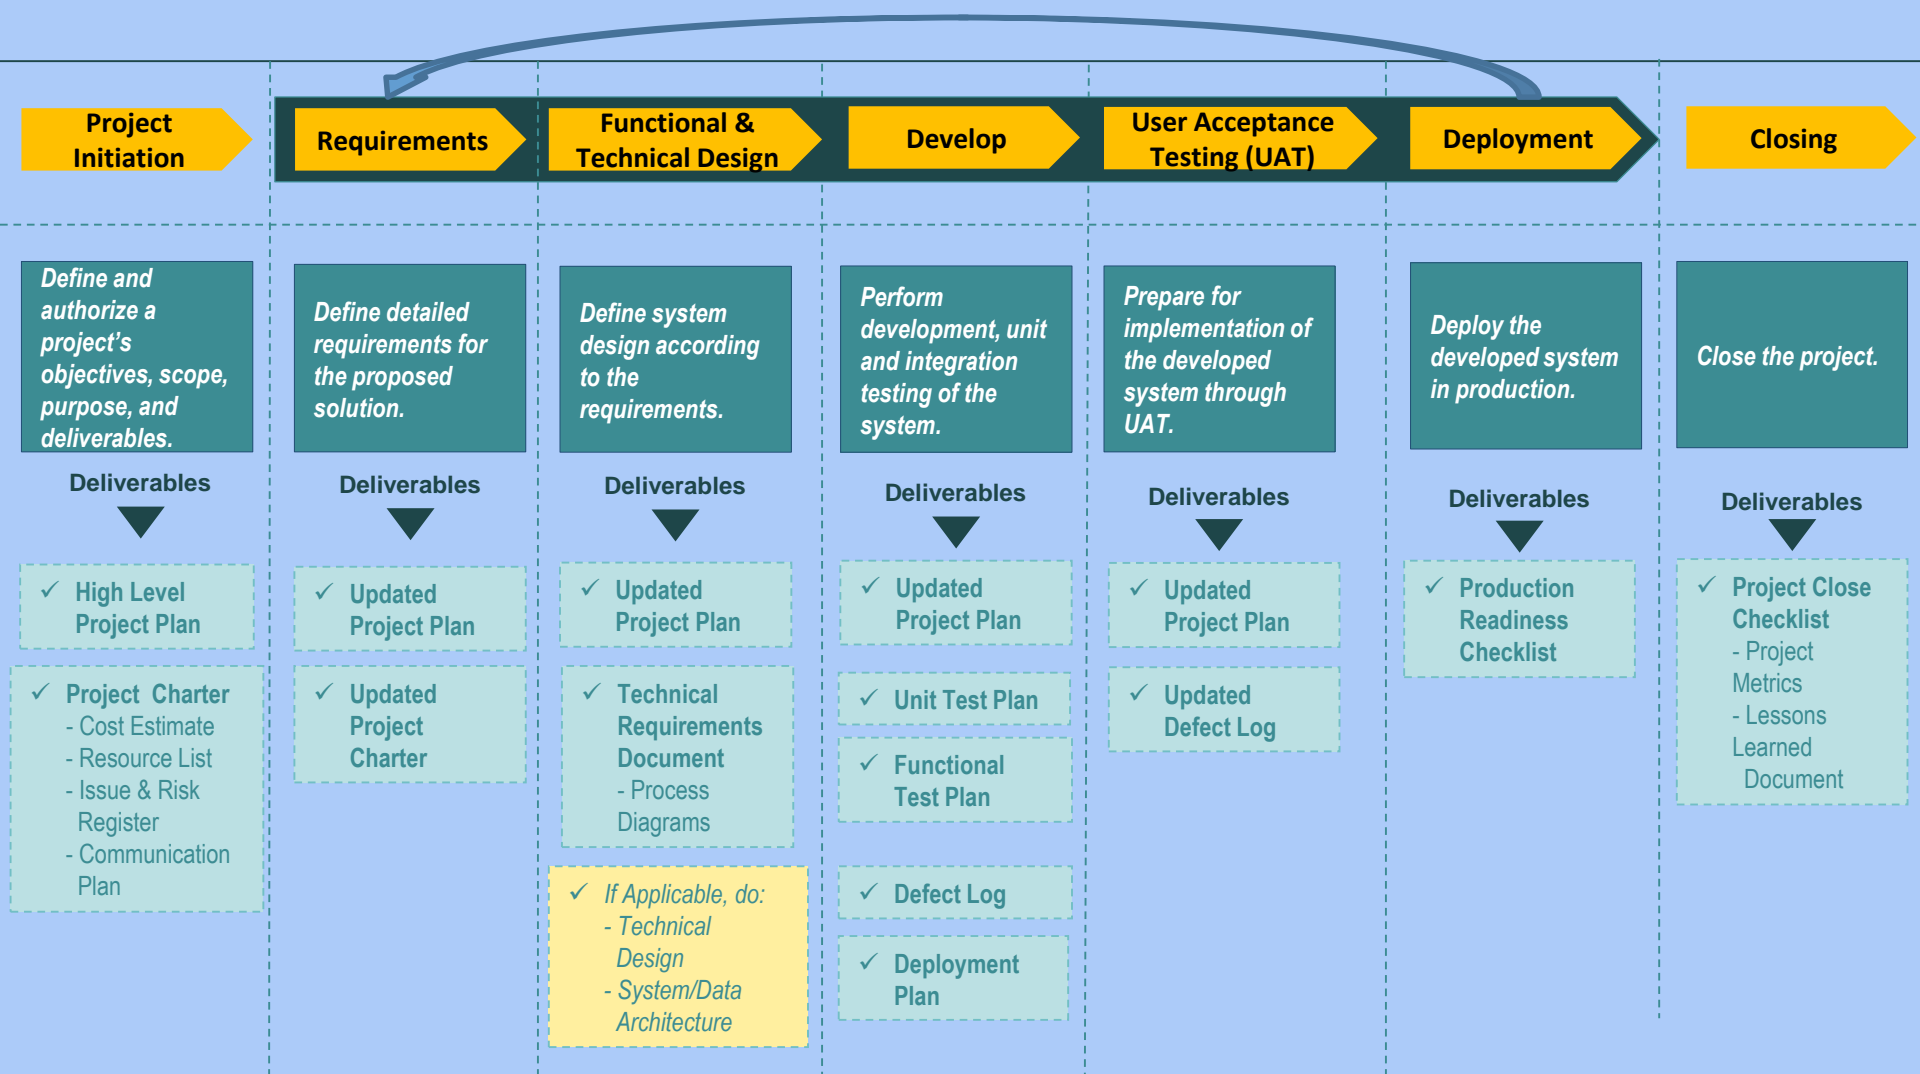 Project
Initiation
Requirements
Functional &
Technical Design
Develop
User Acceptance
Testing (UAT)
Deployment
Closing
Define and
authorize a
project’s
objectives, scope,
purpose, and
deliverables.
Define detailed
requirements for
the proposed
solution.
Define system
design according
to the
requirements.
Perform
development, unit
and integration
testing of the
system.
Prepare for
implementation of
the developed
system through
UAT.
Deploy the
developed system
in production.
Close the project.
Deliverables
✓ High Level
Project Plan
✓ Project Charter
- Cost Estimate
- Resource List
- Issue & Risk
Register
- Communication
Plan
Deliverables
✓ Updated
Project Plan
✓ Updated
Project
Charter
Deliverables
✓ Updated
Project Plan
✓ Technical
Requirements
Document
- Process
Diagrams
✓ If Applicable, do:
- Technical
Design
- System/Data
Architecture
Deliverables
✓ Updated
Project Plan
✓ Unit Test Plan
✓ Functional
Test Plan
✓ Defect Log
✓ Deployment
Plan
Deliverables
✓ Updated
Project Plan
✓ Updated
Defect Log
Deliverables
✓ Production
Readiness
Checklist
Deliverables
✓ Project Close
Checklist
- Project
Metrics
- Lessons
Learned
Document